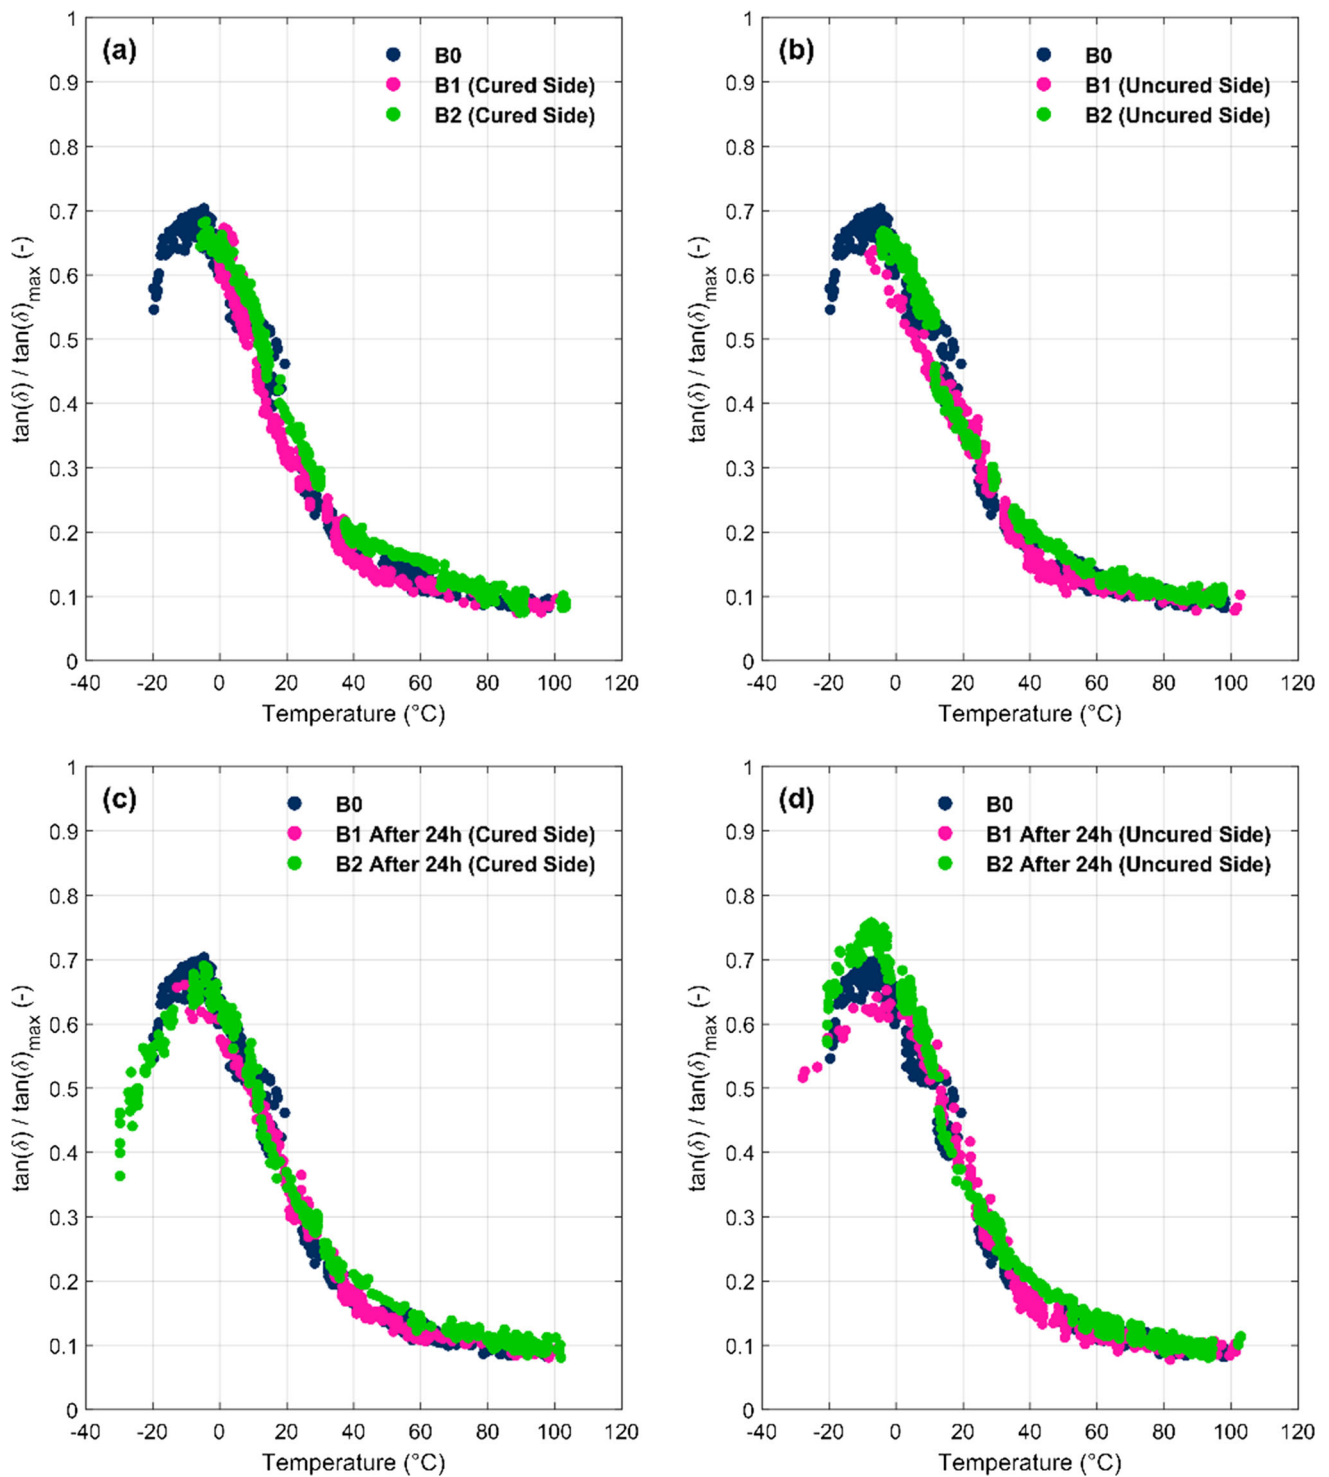 (a)
B0
B1 (Cured Side)
B2 (Cured Side)
1
0.9
0.8
0.7
0.6
0.5
0.4
0.3
0.2
0.1
0
tan(δ) / tan(δ)max (-)
-40 -20 0 20 40 60 80 100 120
Temperature (°C)
(b)
B0
B1 (Uncured Side)
B2 (Uncured Side)
1
0.9
0.8
0.7
0.6
0.5
0.4
0.3
0.2
0.1
0
tan(δ) / tan(δ)max (-)
-40 -20 0 20 40 60 80 100 120
Temperature (°C)
(c)
B0
B1 After 24h (Cured Side)
B2 After 24h (Cured Side)
1
0.9
0.8
0.7
0.6
0.5
0.4
0.3
0.2
0.1
0
tan(δ) / tan(δ)max (-)
-40 -20 0 20 40 60 80 100 120
Temperature (°C)
(d)
B0
B1 After 24h (Uncured Side)
B2 After 24h (Uncured Side)
1
0.9
0.8
0.7
0.6
0.5
0.4
0.3
0.2
0.1
0
tan(δ) / tan(δ)max (-)
-40 -20 0 20 40 60 80 100 120
Temperature (°C)